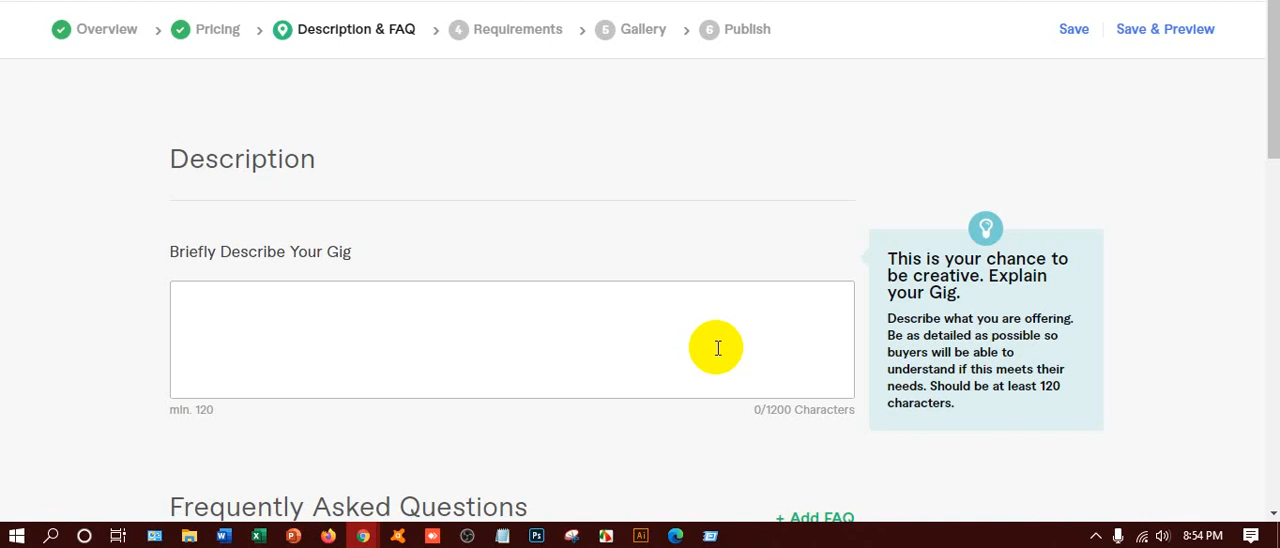 Overview > Pricing > Description & FAQ > 4 Requirements > 5 Gallery > 6 Publish Save Save & Preview
Description
Briefly Describe Your Gig
This is your chance to
be creative. Explain
your Gig.
Describe what you are offering.
Be as detailed as possible so
buyers will be able to
understand if this meets their
needs. Should be at least 120
characters.
min. 120 0/1200 Characters
Frequently Asked Questions + Add FAQ
8:54 PM